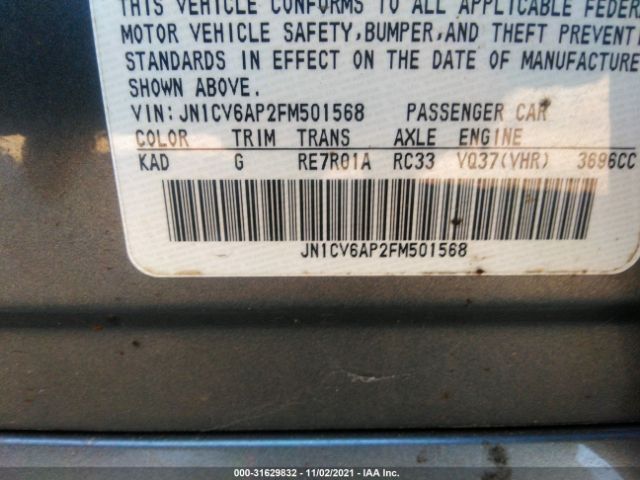 THIS VEHICLE CONFORMS TO ALL APPLICABLE FEDER
MOTOR VEHICLE SAFETY, BUMPER, AND THEFT PREVENTI
STANDARDS IN EFFECT ON THE DATE OF MANUFACTURE
SHOWN ABOVE.
VIN:JN1CV6AP2FM501568 PASSENGER CAR
COLOR TRIM TRANS AXLE ENGINE
KAD G RE7R01A RC33 VQ37(VHR) 3696CC
JN1CV6AP2FM501568
000-31629832 - 11/02/2021 - IAA Inc.